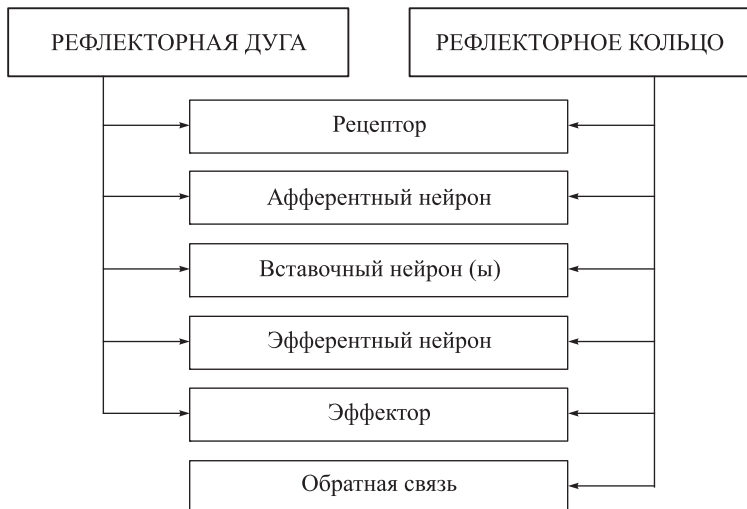 РЕФЛЕКТОРНАЯ ДУГА
РЕФЛЕКТОРНОЕ КОЛЬЦО
Рецептор
Афферентный нейрон
Вставочный нейрон (ы)
Эфферентный нейрон
Эффектор
Обратная связь